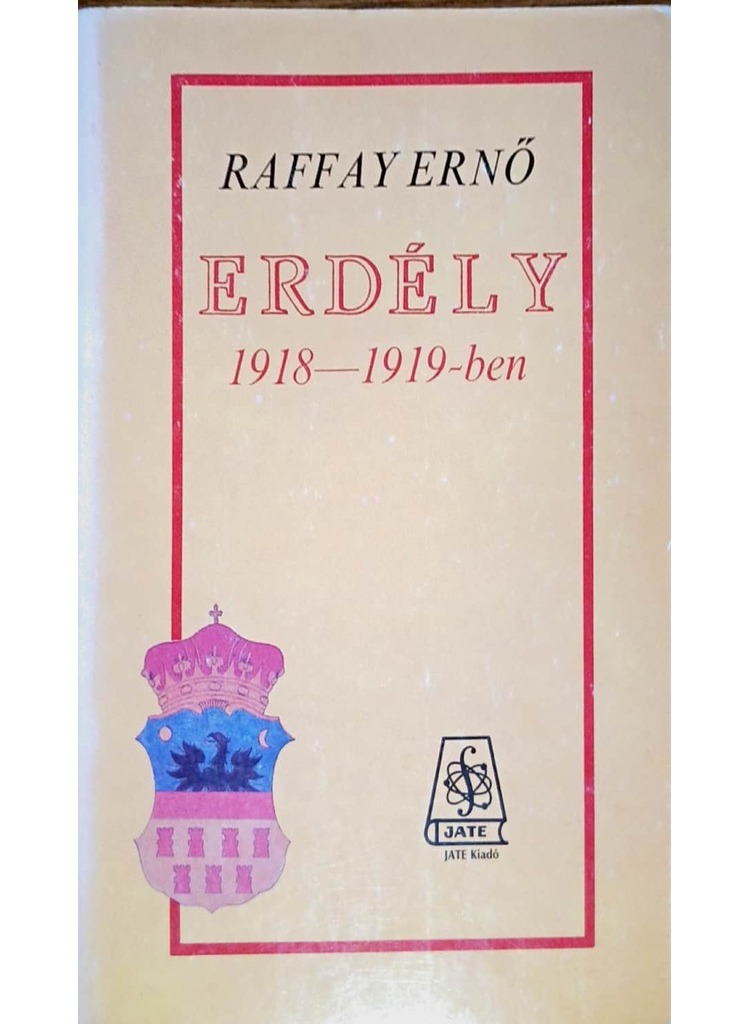 RAFFAY ERNŐ
ERDÉLY
1918—1919-ben
JATE
JATE Kiadó